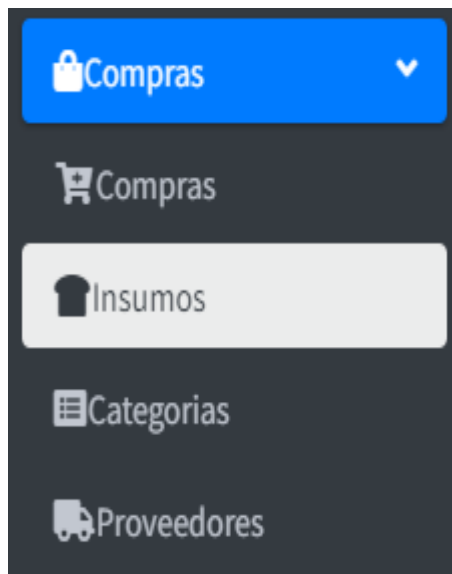 Compras
Compras
Insumos
Categorias
Proveedores